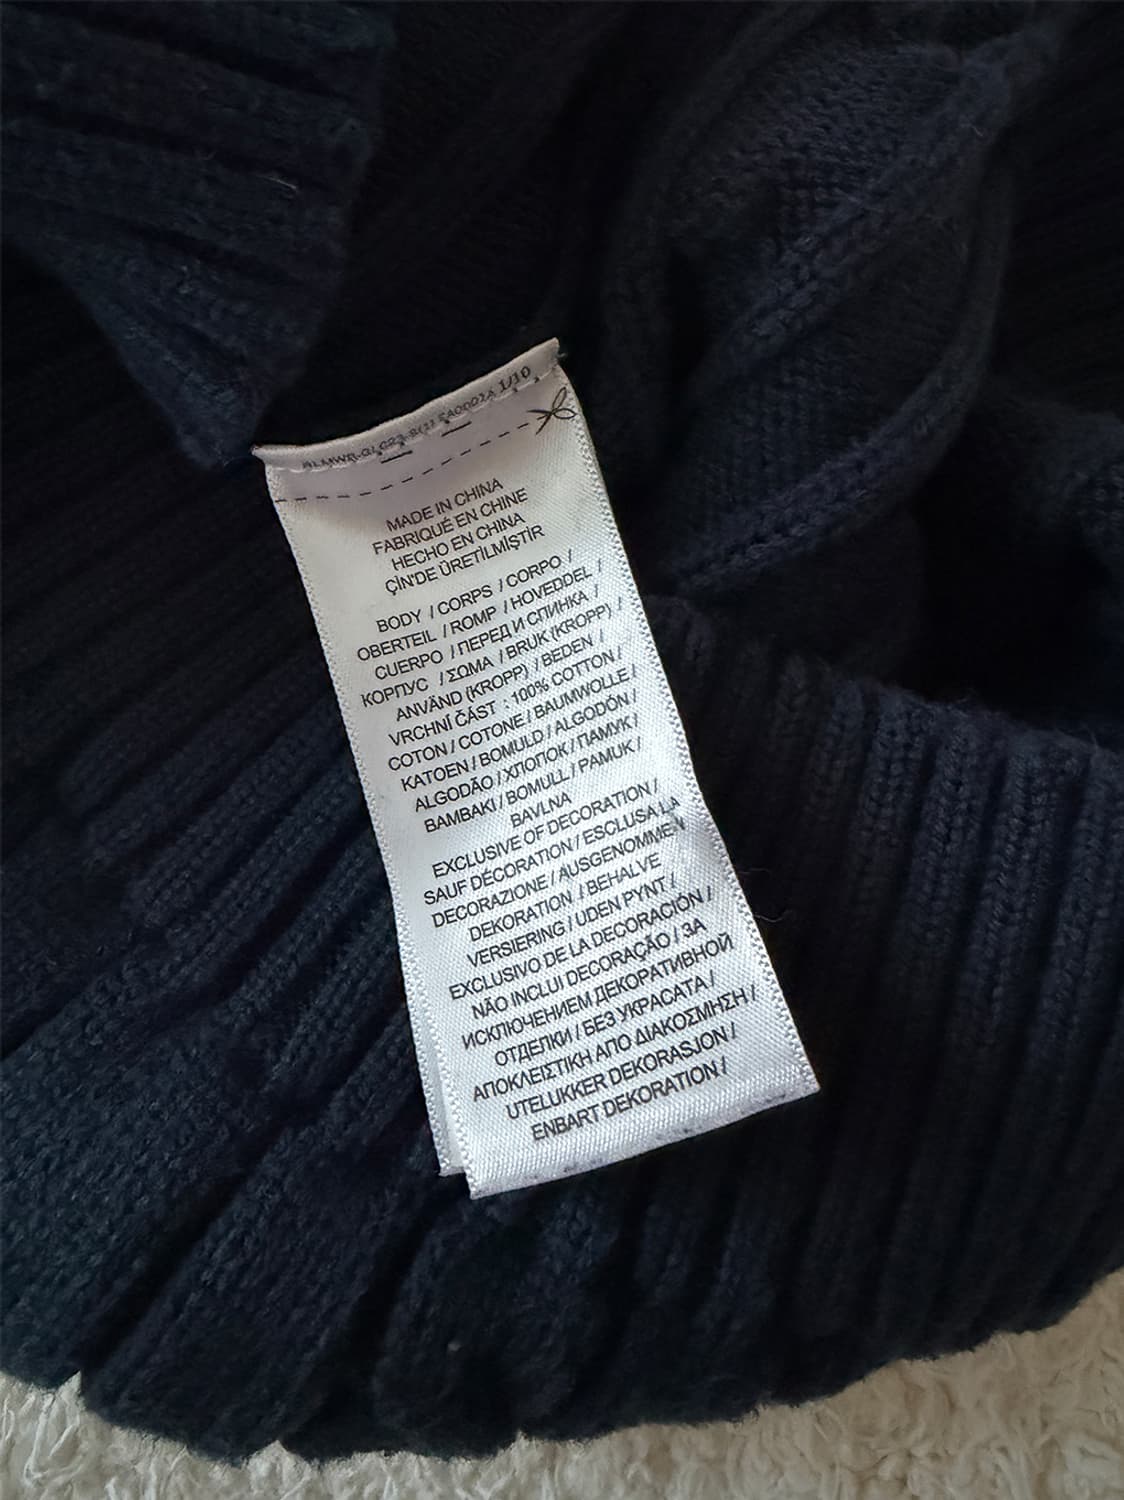 1/10
MADE IN CHINA
FABRIQUÉ EN CHINE
HECHO EN CHINA
ÇİN'DE ÜRETİLMİŞTİR
BODY / CORPS / CORPO /
OBERTEIL / ROMP / HOVEDDEL /
CUERPO / ПЕРЕД И СПИНКА /
КОРПУС / ΣΩΜΑ / BRUK (KROPP) /
ANVÄND (KROPP) / BEDEN /
VRCHNÍ ČÁST : 100% COTTON /
COTON / COTONE / BAUMWOLLE /
KATOEN / BOMULD / ALGODÓN /
ALGODÃO / ХЛОПОК / ПАМУК /
BAMBAKI / BOMULL / PAMUK /
BAVLNA
EXCLUSIVE OF DECORATION /
SAUF DÉCORATION / ESCLUSA LA
DECORAZIONE / AUSGENOMMEN
DEKORATION / BEHALVE
VERSIERING / UDEN PYNT /
EXCLUSIVO DE LA DECORACIÓN /
NÃO INCLUI DECORAÇÃO / ЗА
ИСКЛЮЧЕНИЕМ ДЕКОРАТИВНОЙ
ОТДЕЛКИ / БЕЗ УКРАСАТА /
ΑΠΟΚΛΕΙΣΤΙΚΗ ΑΠΟ ΔΙΑΚΟΣΜΗΣΗ /
UTELUKKER DEKORASJON /
ENBART DEKORATION /